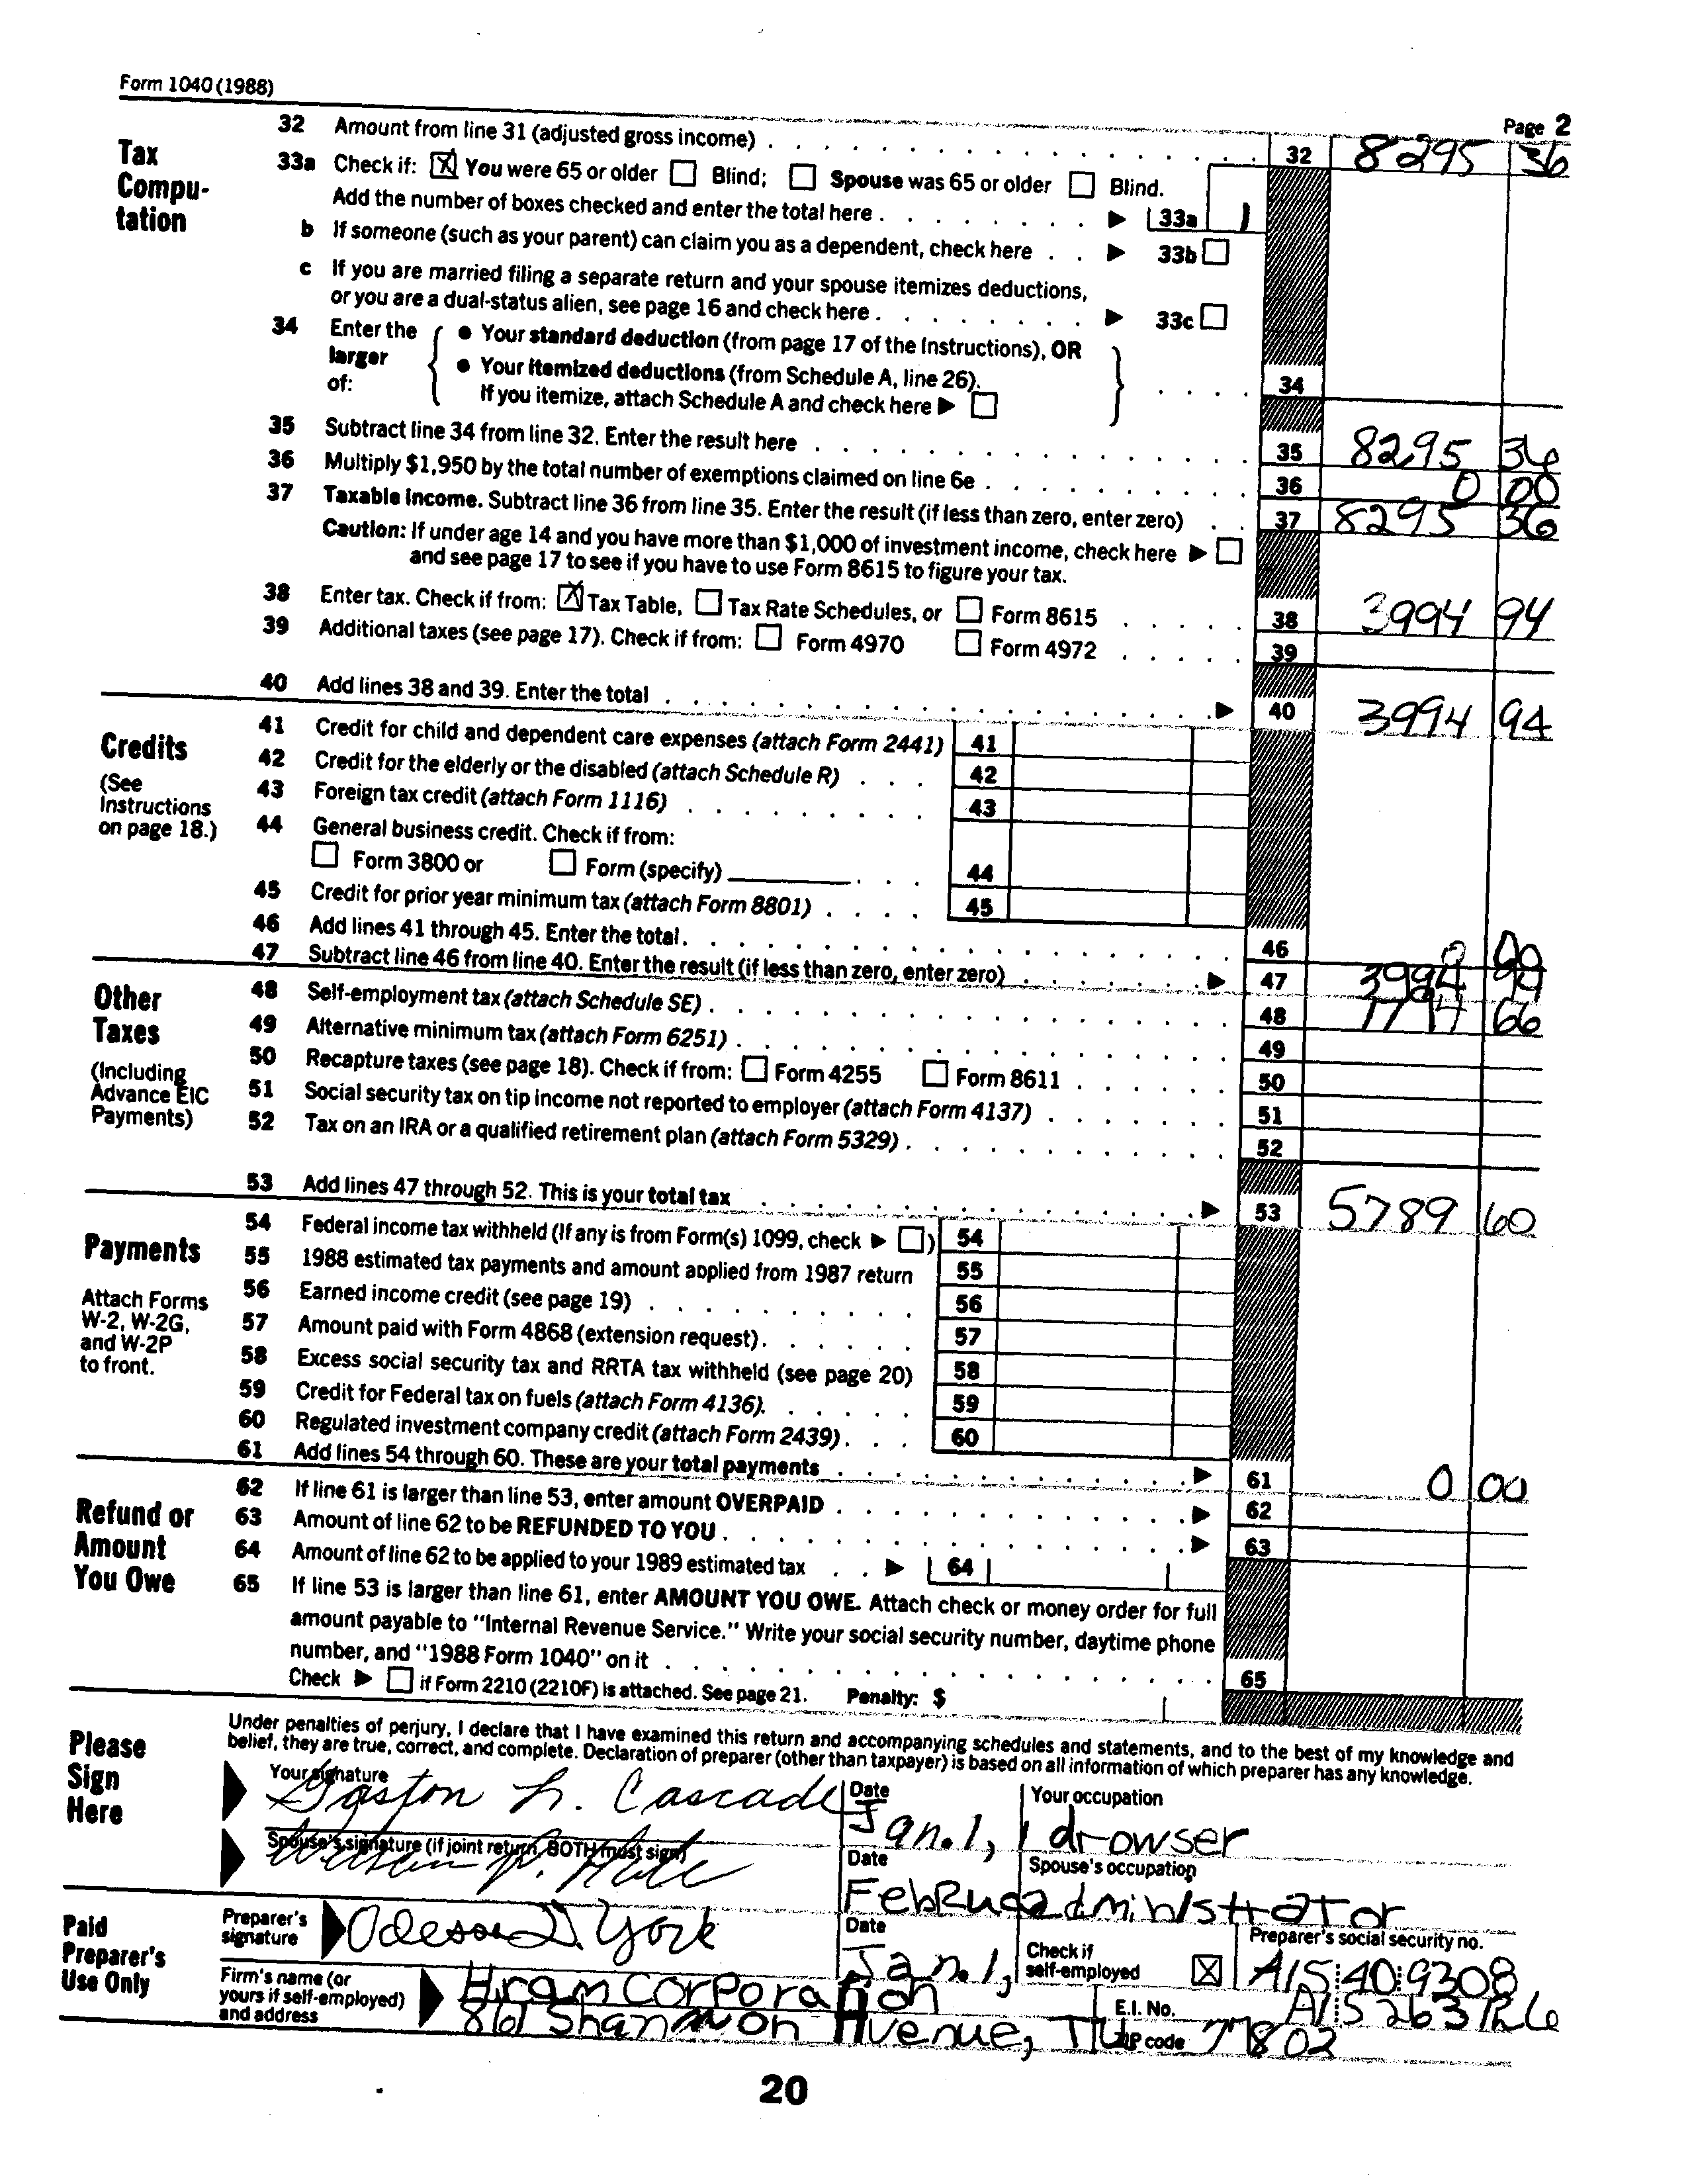 Form 1040 (1988)
Page 2
Tax Compu-tation
32 Amount from line 31 (adjusted gross income) 32 8295 36
33a Check if: [X] You were 65 or older [ ] Blind; [ ] Spouse was 65 or older [ ] Blind.
Add the number of boxes checked and enter the total here 33a 1
b If someone (such as your parent) can claim you as a dependent, check here 33b
c If you are married filing a separate return and your spouse itemizes deductions,
or you are a dual-status alien, see page 16 and check here 33c
34 Enter the larger of:
• Your standard deduction (from page 17 of the Instructions), OR
• Your itemized deductions (from Schedule A, line 26).
If you itemize, attach Schedule A and check here
34
35 Subtract line 34 from line 32. Enter the result here 35 8295 36
36 Multiply $1,950 by the total number of exemptions claimed on line 6e 36 0 00
37 Taxable income. Subtract line 36 from line 35. Enter the result (if less than zero, enter zero) 37 8295 36
Caution: If under age 14 and you have more than $1,000 of investment income, check here
and see page 17 to see if you have to use Form 8615 to figure your tax.
38 Enter tax. Check if from: [X] Tax Table, [ ] Tax Rate Schedules, or [ ] Form 8615 38 3994 94
39 Additional taxes (see page 17). Check if from: [ ] Form 4970 [ ] Form 4972 39
40 Add lines 38 and 39. Enter the total 40 3994 94
Credits
(See Instructions on page 18.)
41 Credit for child and dependent care expenses (attach Form 2441) 41
42 Credit for the elderly or the disabled (attach Schedule R) 42
43 Foreign tax credit (attach Form 1116) 43
44 General business credit. Check if from:
Form 3800 or Form (specify) 44
45 Credit for prior year minimum tax (attach Form 8801) 45
46 Add lines 41 through 45. Enter the total 46 0 00
47 Subtract line 46 from line 40. Enter the result (if less than zero, enter zero) 47 3994 94
Other Taxes
(Including Advance EIC Payments)
48 Self-employment tax (attach Schedule SE) 48 1794 66
49 Alternative minimum tax (attach Form 6251) 49
50 Recapture taxes (see page 18). Check if from: Form 4255 Form 8611 50
51 Social security tax on tip income not reported to employer (attach Form 4137) 51
52 Tax on an IRA or a qualified retirement plan (attach Form 5329) 52
53 Add lines 47 through 52. This is your total tax 53 5789 60
Payments
Attach Forms W-2, W-2G, and W-2P to front.
54 Federal income tax withheld (If any is from Form(s) 1099, check ) 54
55 1988 estimated tax payments and amount applied from 1987 return 55
56 Earned income credit (see page 19) 56
57 Amount paid with Form 4868 (extension request) 57
58 Excess social security tax and RRTA tax withheld (see page 20) 58
59 Credit for Federal tax on fuels (attach Form 4136) 59
60 Regulated investment company credit (attach Form 2439) 60
61 Add lines 54 through 60. These are your total payments 61 0 00
Refund or Amount You Owe
62 If line 61 is larger than line 53, enter amount OVERPAID 62
63 Amount of line 62 to be REFUNDED TO YOU 63
64 Amount of line 62 to be applied to your 1989 estimated tax 64
65 If line 53 is larger than line 61, enter AMOUNT YOU OWE. Attach check or money order for full
amount payable to "Internal Revenue Service." Write your social security number, daytime phone
number, and "1988 Form 1040" on it 65
Check if Form 2210 (2210F) is attached. See page 21. Penalty: $
Please Sign Here
Under penalties of perjury, I declare that I have examined this return and accompanying schedules and statements, and to the best of my knowledge and
belief, they are true, correct, and complete. Declaration of preparer (other than taxpayer) is based on all information of which preparer has any knowledge.
Your signature Gaston L. Cascade Date Jan. 1, Your occupation drowser
Spouse's signature (if joint return, BOTH must sign) Date Februa Spouse's occupation administrator
Paid Preparer's Use Only
Preparer's signature Odessa D. York Date Jan. 1, Check if self-employed [X] Preparer's social security no. A15 40 9308
Firm's name (or yours if self-employed) and address Hram Corporation E.I. No.
861 Shannon Avenue, ZIP code 77802
20